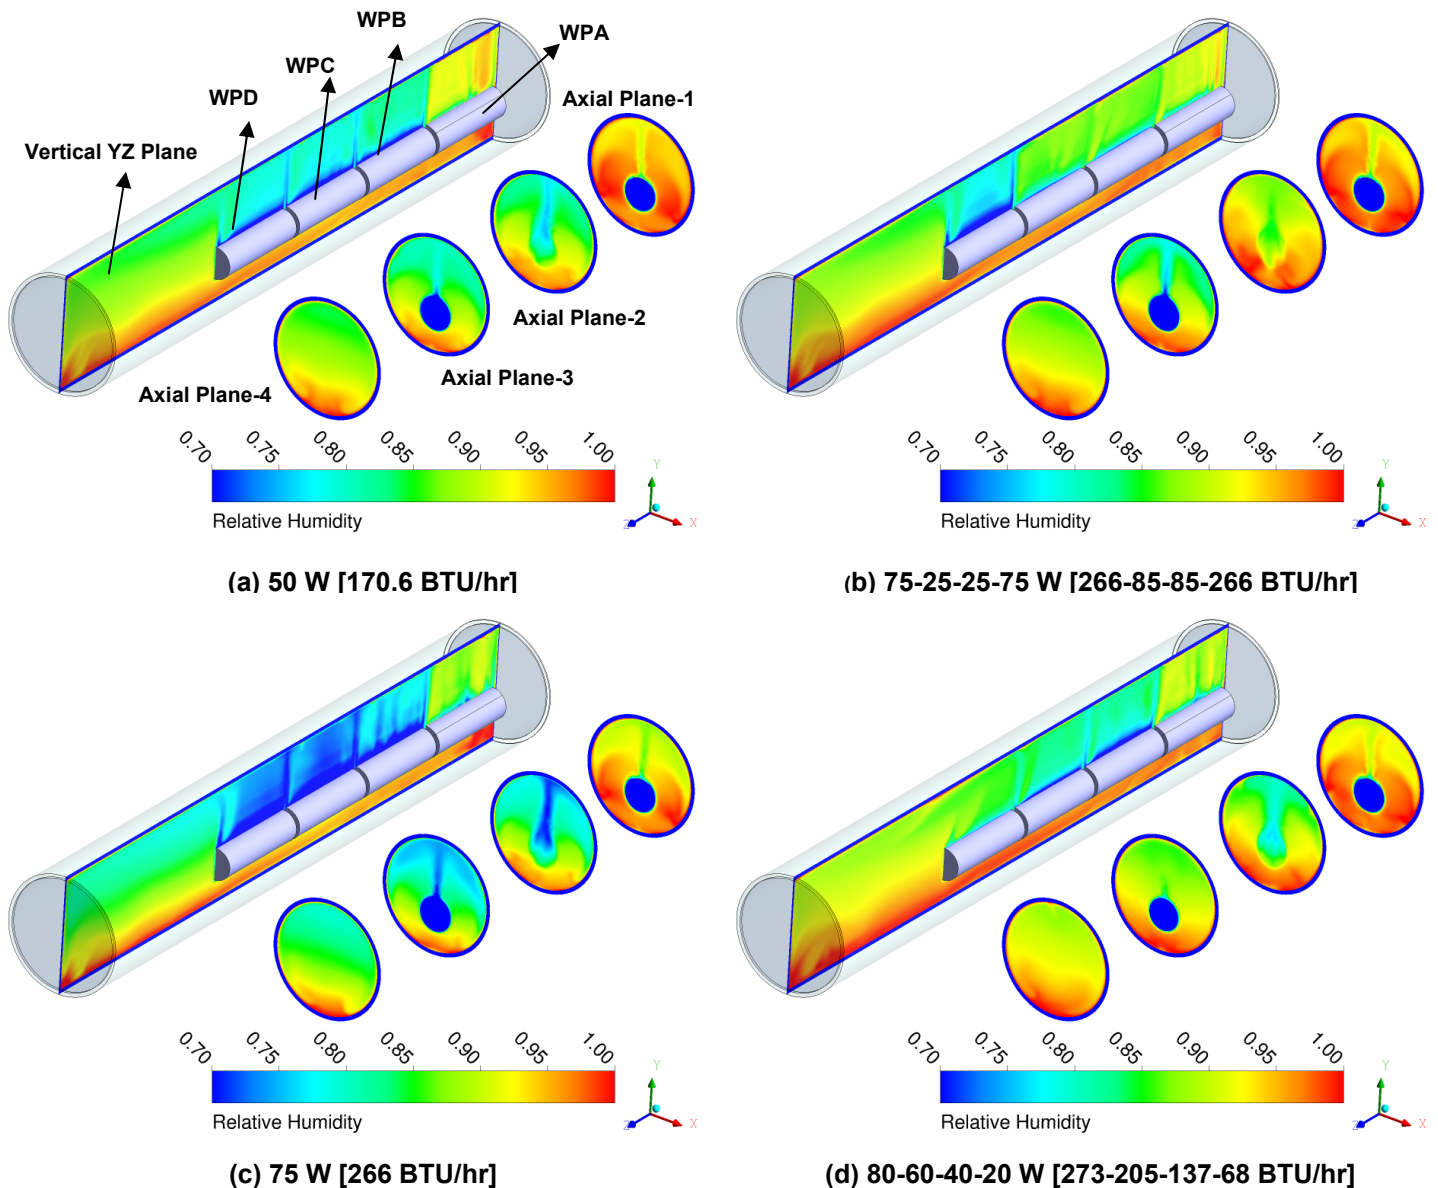 WPB
WPA
WPC
WPD
Axial Plane-1
Vertical YZ Plane
Axial Plane-2
Axial Plane-3
Axial Plane-4
0.70 0.75 0.80 0.85 0.90 0.95 1.00
Relative Humidity
Y
Z X
(a) 50 W [170.6 BTU/hr]
0.70 0.75 0.80 0.85 0.90 0.95 1.00
Relative Humidity
Y
Z X
(b) 75-25-25-75 W [266-85-85-266 BTU/hr]
0.70 0.75 0.80 0.85 0.90 0.95 1.00
Relative Humidity
Y
Z X
(c) 75 W [266 BTU/hr]
0.70 0.75 0.80 0.85 0.90 0.95 1.00
Relative Humidity
Y
Z X
(d) 80-60-40-20 W [273-205-137-68 BTU/hr]